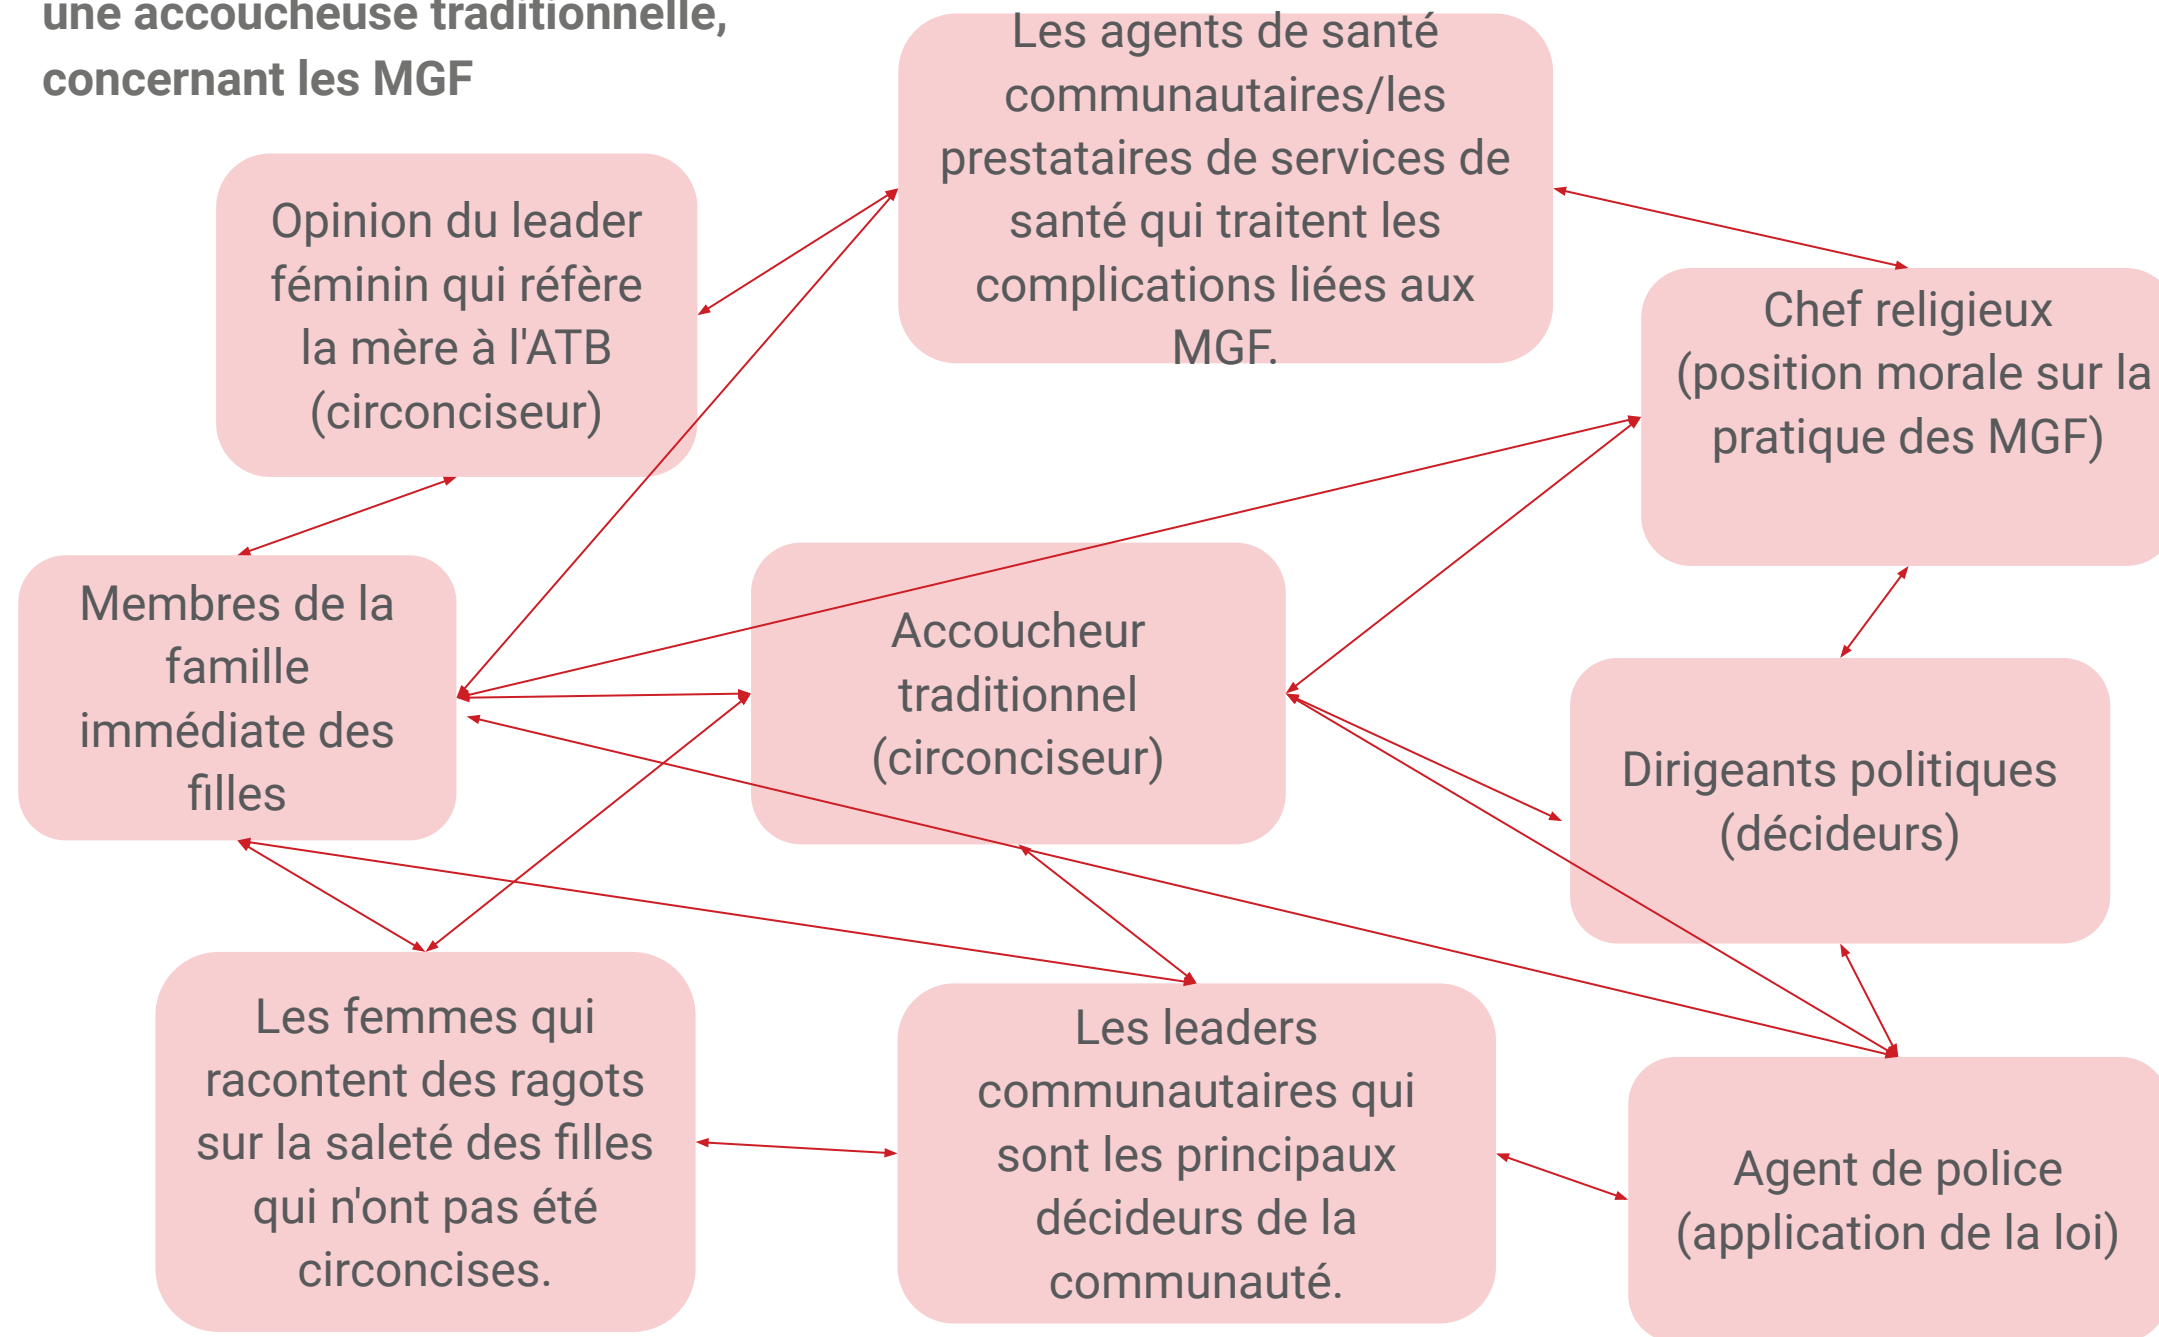 une accoucheuse traditionnelle,
concernant les MGF
Les agents de santé
communautaires/les
prestataires de services de
santé qui traitent les
complications liées aux
MGF.
Opinion du leader
féminin qui réfère
la mère à l'ATB
(circonciseur)
Chef religieux
(position morale sur la
pratique des MGF)
Membres de la
famille
immédiate des
filles
Accoucheur
traditionnel
(circonciseur)
Dirigeants politiques
(décideurs)
Les femmes qui
racontent des ragots
sur la saleté des filles
qui n'ont pas été
circoncises.
Les leaders
communautaires qui
sont les principaux
décideurs de la
communauté.
Agent de police
(application de la loi)